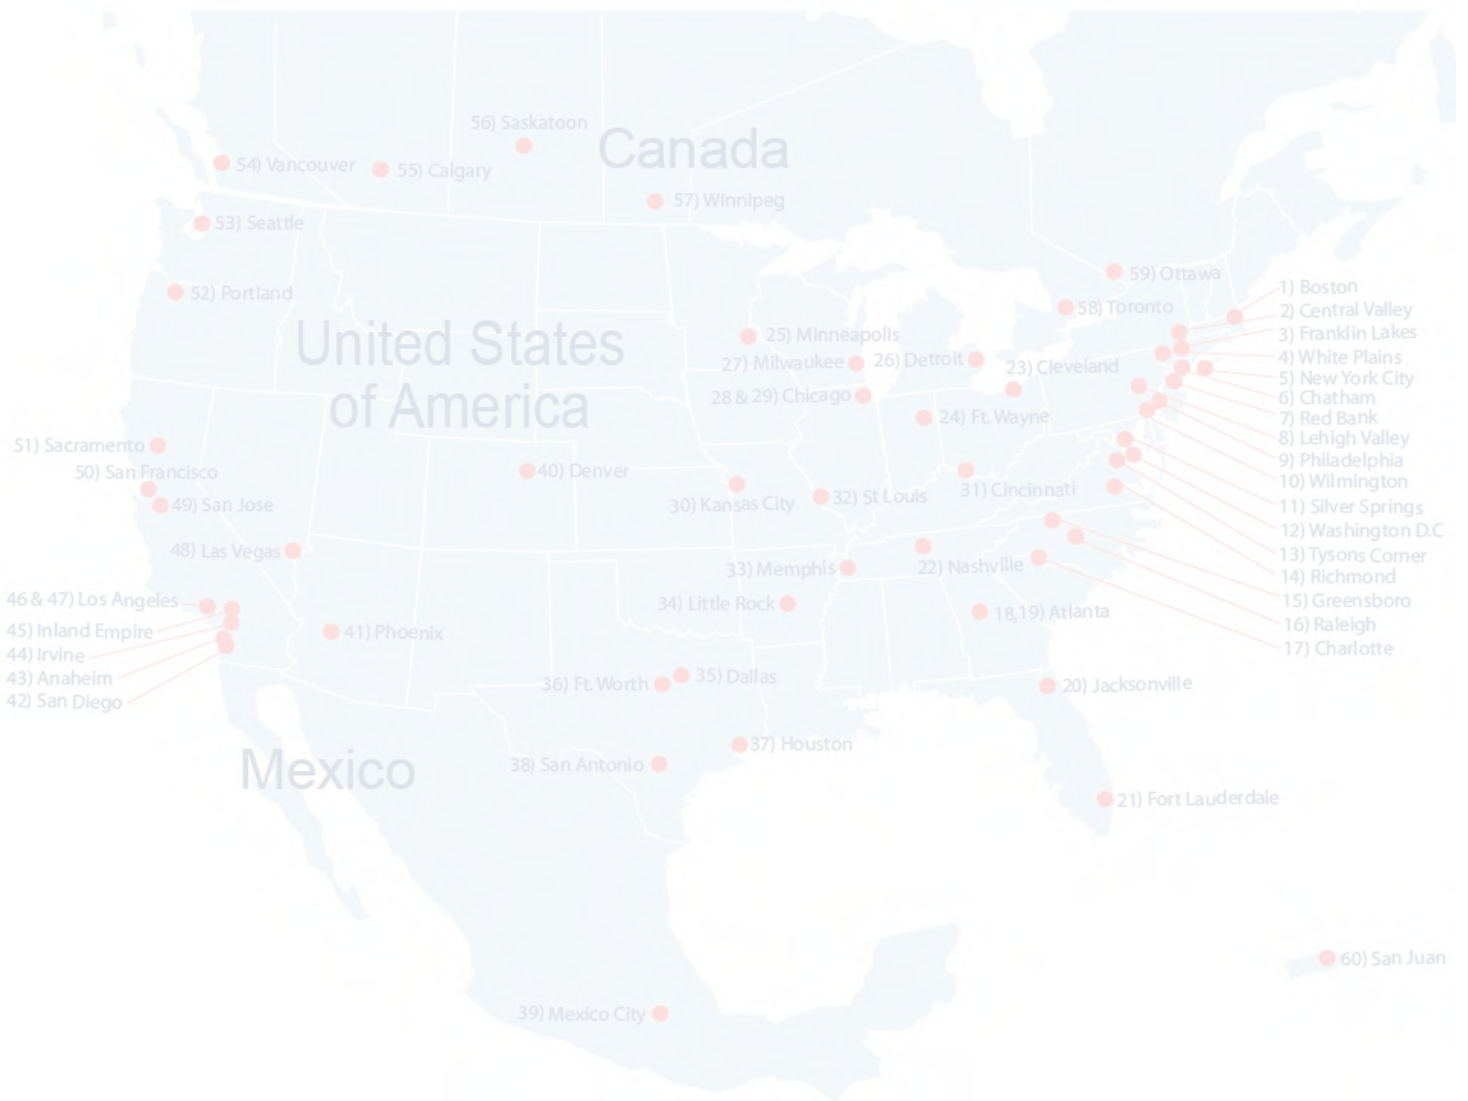 56) Saskatoon
Canada
54) Vancouver
55) Calgary
57) Winnipeg
53) Seattle
59) Ottawa
52) Portland
58) Toronto
United States
of America
25) Minneapolis
27) Milwaukee
26) Detroit
23) Cleveland
28 & 29) Chicago
24) Ft. Wayne
1) Boston
2) Central Valley
3) Franklin Lakes
4) White Plains
5) New York City
6) Chatham
7) Red Bank
8) Lehigh Valley
9) Philadelphia
10) Wilmington
11) Silver Springs
12) Washington D.C
13) Tysons Corner
14) Richmond
15) Greensboro
16) Raleigh
17) Charlotte
51) Sacramento
50) San Francisco
49) San Jose
40) Denver
30) Kansas City
32) St Louis
31) Cincinnati
48) Las Vegas
33) Memphis
22) Nashville
46 & 47) Los Angeles
45) Inland Empire
44) Irvine
43) Anaheim
42) San Diego
41) Phoenix
34) Little Rock
18,19) Atlanta
36) Ft. Worth
35) Dallas
20) Jacksonville
Mexico
38) San Antonio
37) Houston
21) Fort Lauderdale
60) San Juan
39) Mexico City